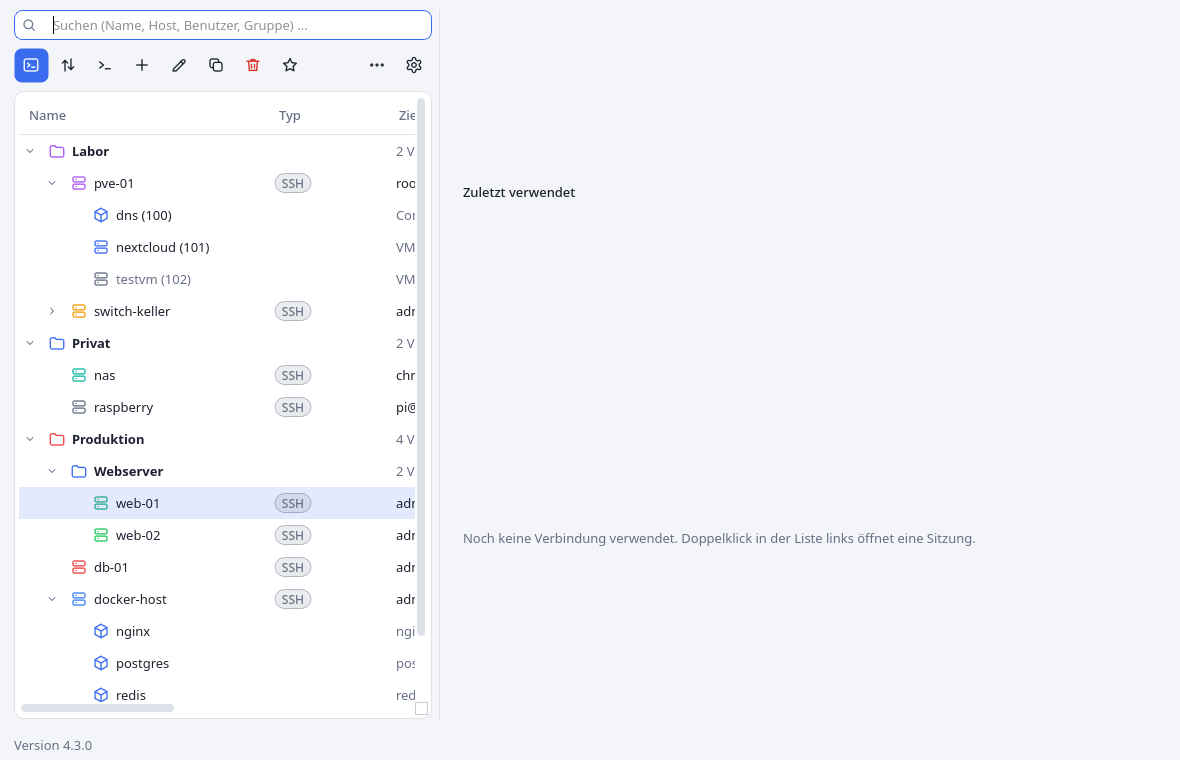 Suchen (Name, Host, Benutzer, Gruppe) ...
Name Typ Zie
Labor 2 V
pve-01 SSH roo
dns (100) Cor
nextcloud (101) VM
testvm (102) VM
switch-keller SSH adr
Privat 2 V
nas SSH chr
raspberry SSH pi@
Produktion 4 V
Webserver 2 V
web-01 SSH adr
web-02 SSH adr
db-01 SSH adr
docker-host SSH adr
nginx ngi
postgres pos
redis red
Zuletzt verwendet
Noch keine Verbindung verwendet. Doppelklick in der Liste links öffnet eine Sitzung.
Version 4.3.0